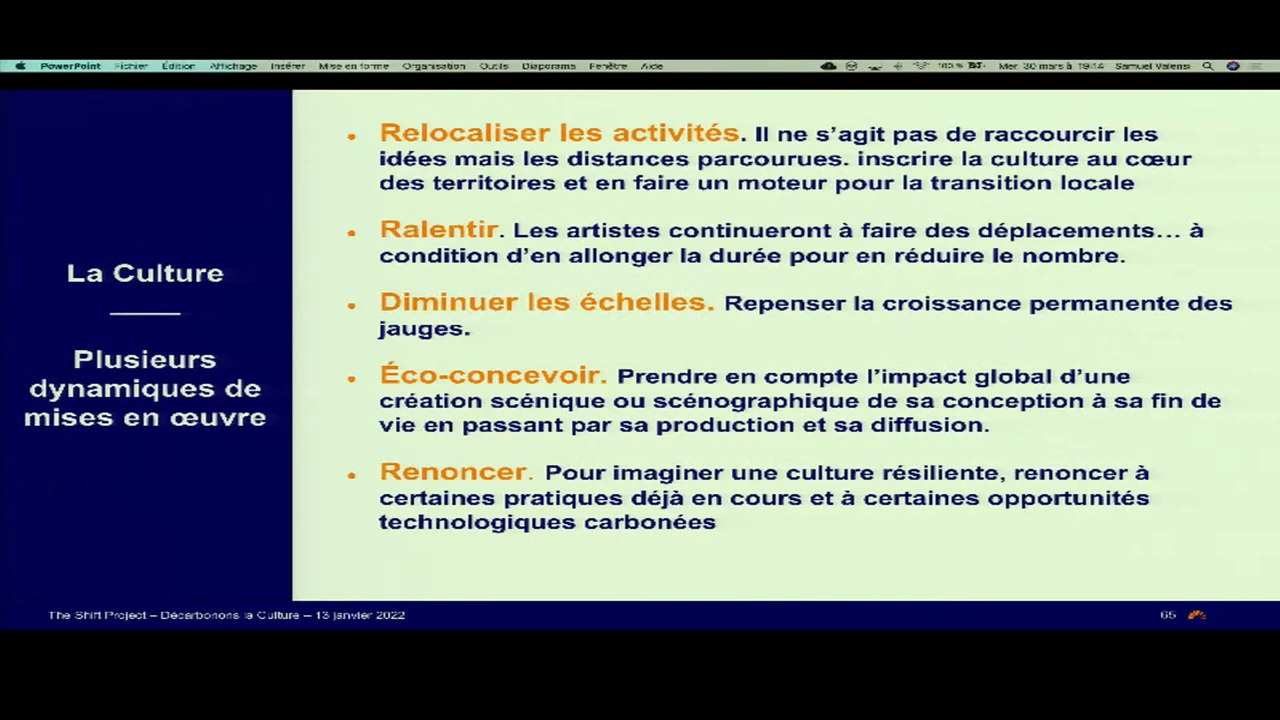 PowerPoint Fichier Édition Affichage Insérer Mise en forme Organisation Outils Diaporama Fenêtre Aide 100 % Mer. 30 mars à 19:14 Samuel Valensi
La Culture
Plusieurs
dynamiques de
mises en œuvre
• Relocaliser les activités. Il ne s’agit pas de raccourcir les
idées mais les distances parcourues. inscrire la culture au cœur
des territoires et en faire un moteur pour la transition locale
• Ralentir. Les artistes continueront à faire des déplacements… à
condition d’en allonger la durée pour en réduire le nombre.
• Diminuer les échelles. Repenser la croissance permanente des
jauges.
• Éco-concevoir. Prendre en compte l’impact global d’une
création scénique ou scénographique de sa conception à sa fin de
vie en passant par sa production et sa diffusion.
• Renoncer. Pour imaginer une culture résiliente, renoncer à
certaines pratiques déjà en cours et à certaines opportunités
technologiques carbonées
The Shift Project – Décarbonons la Culture – 13 janvier 2022
65